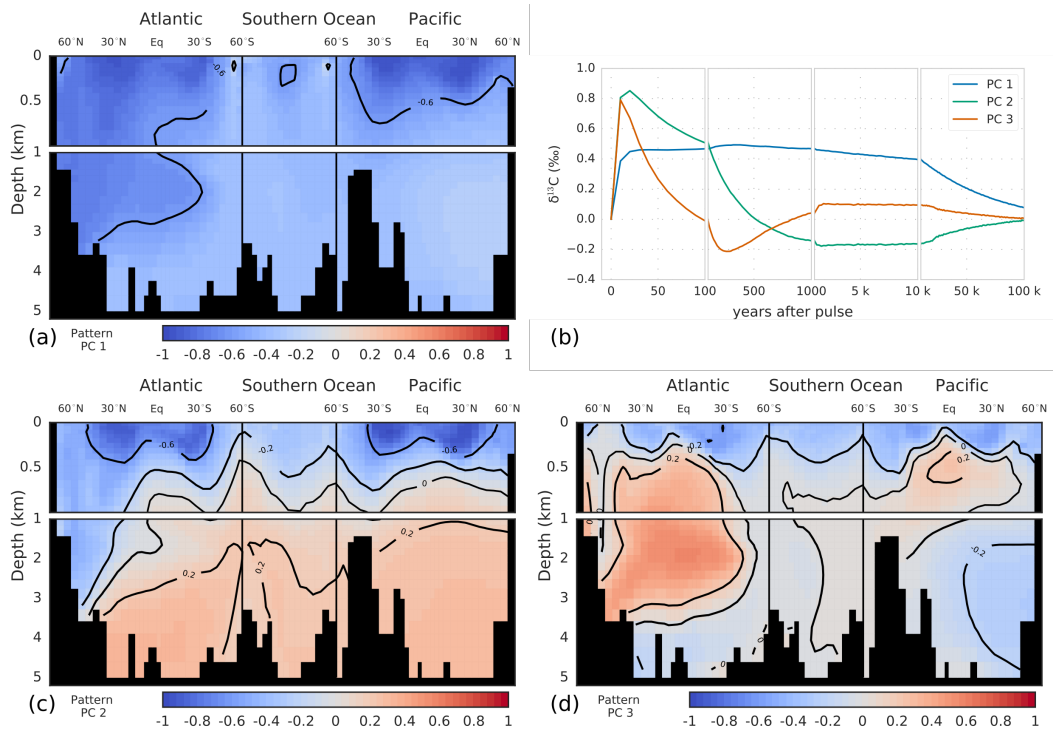 Atlantic Southern Ocean Pacific
60°N 30°N Eq 30°S 60°S 60°S 30°S Eq 30°N 60°N
0
0.5
1
2
3
4
5
Depth (km)
-0.6
-0.6
(a)
Pattern
PC 1
-1 -0.8 -0.6 -0.4 -0.2 0 0.2 0.4 0.6 0.8 1
1.0
0.8
0.6
0.4
0.2
0.0
−0.2
−0.4
δ¹³C (‰)
PC 1
PC 2
PC 3
0 50 100 500 1000 5 k 10 k 50 k 100 k
years after pulse
(b)
Atlantic Southern Ocean Pacific
60°N 30°N Eq 30°S 60°S 60°S 30°S Eq 30°N 60°N
0
0.5
1
2
3
4
5
Depth (km)
-0.6
-0.2
-0.6
0
0.2
0.2
0.2
(c)
Pattern
PC 2
-1 -0.8 -0.6 -0.4 -0.2 0 0.2 0.4 0.6 0.8 1
Atlantic Southern Ocean Pacific
60°N 30°N Eq 30°S 60°S 60°S 30°S Eq 30°N 60°N
0
0.5
1
2
3
4
5
Depth (km)
-0.2
0
0.2
0
0.2
-0.2
0
(d)
Pattern
PC 3
-1 -0.8 -0.6 -0.4 -0.2 0 0.2 0.4 0.6 0.8 1